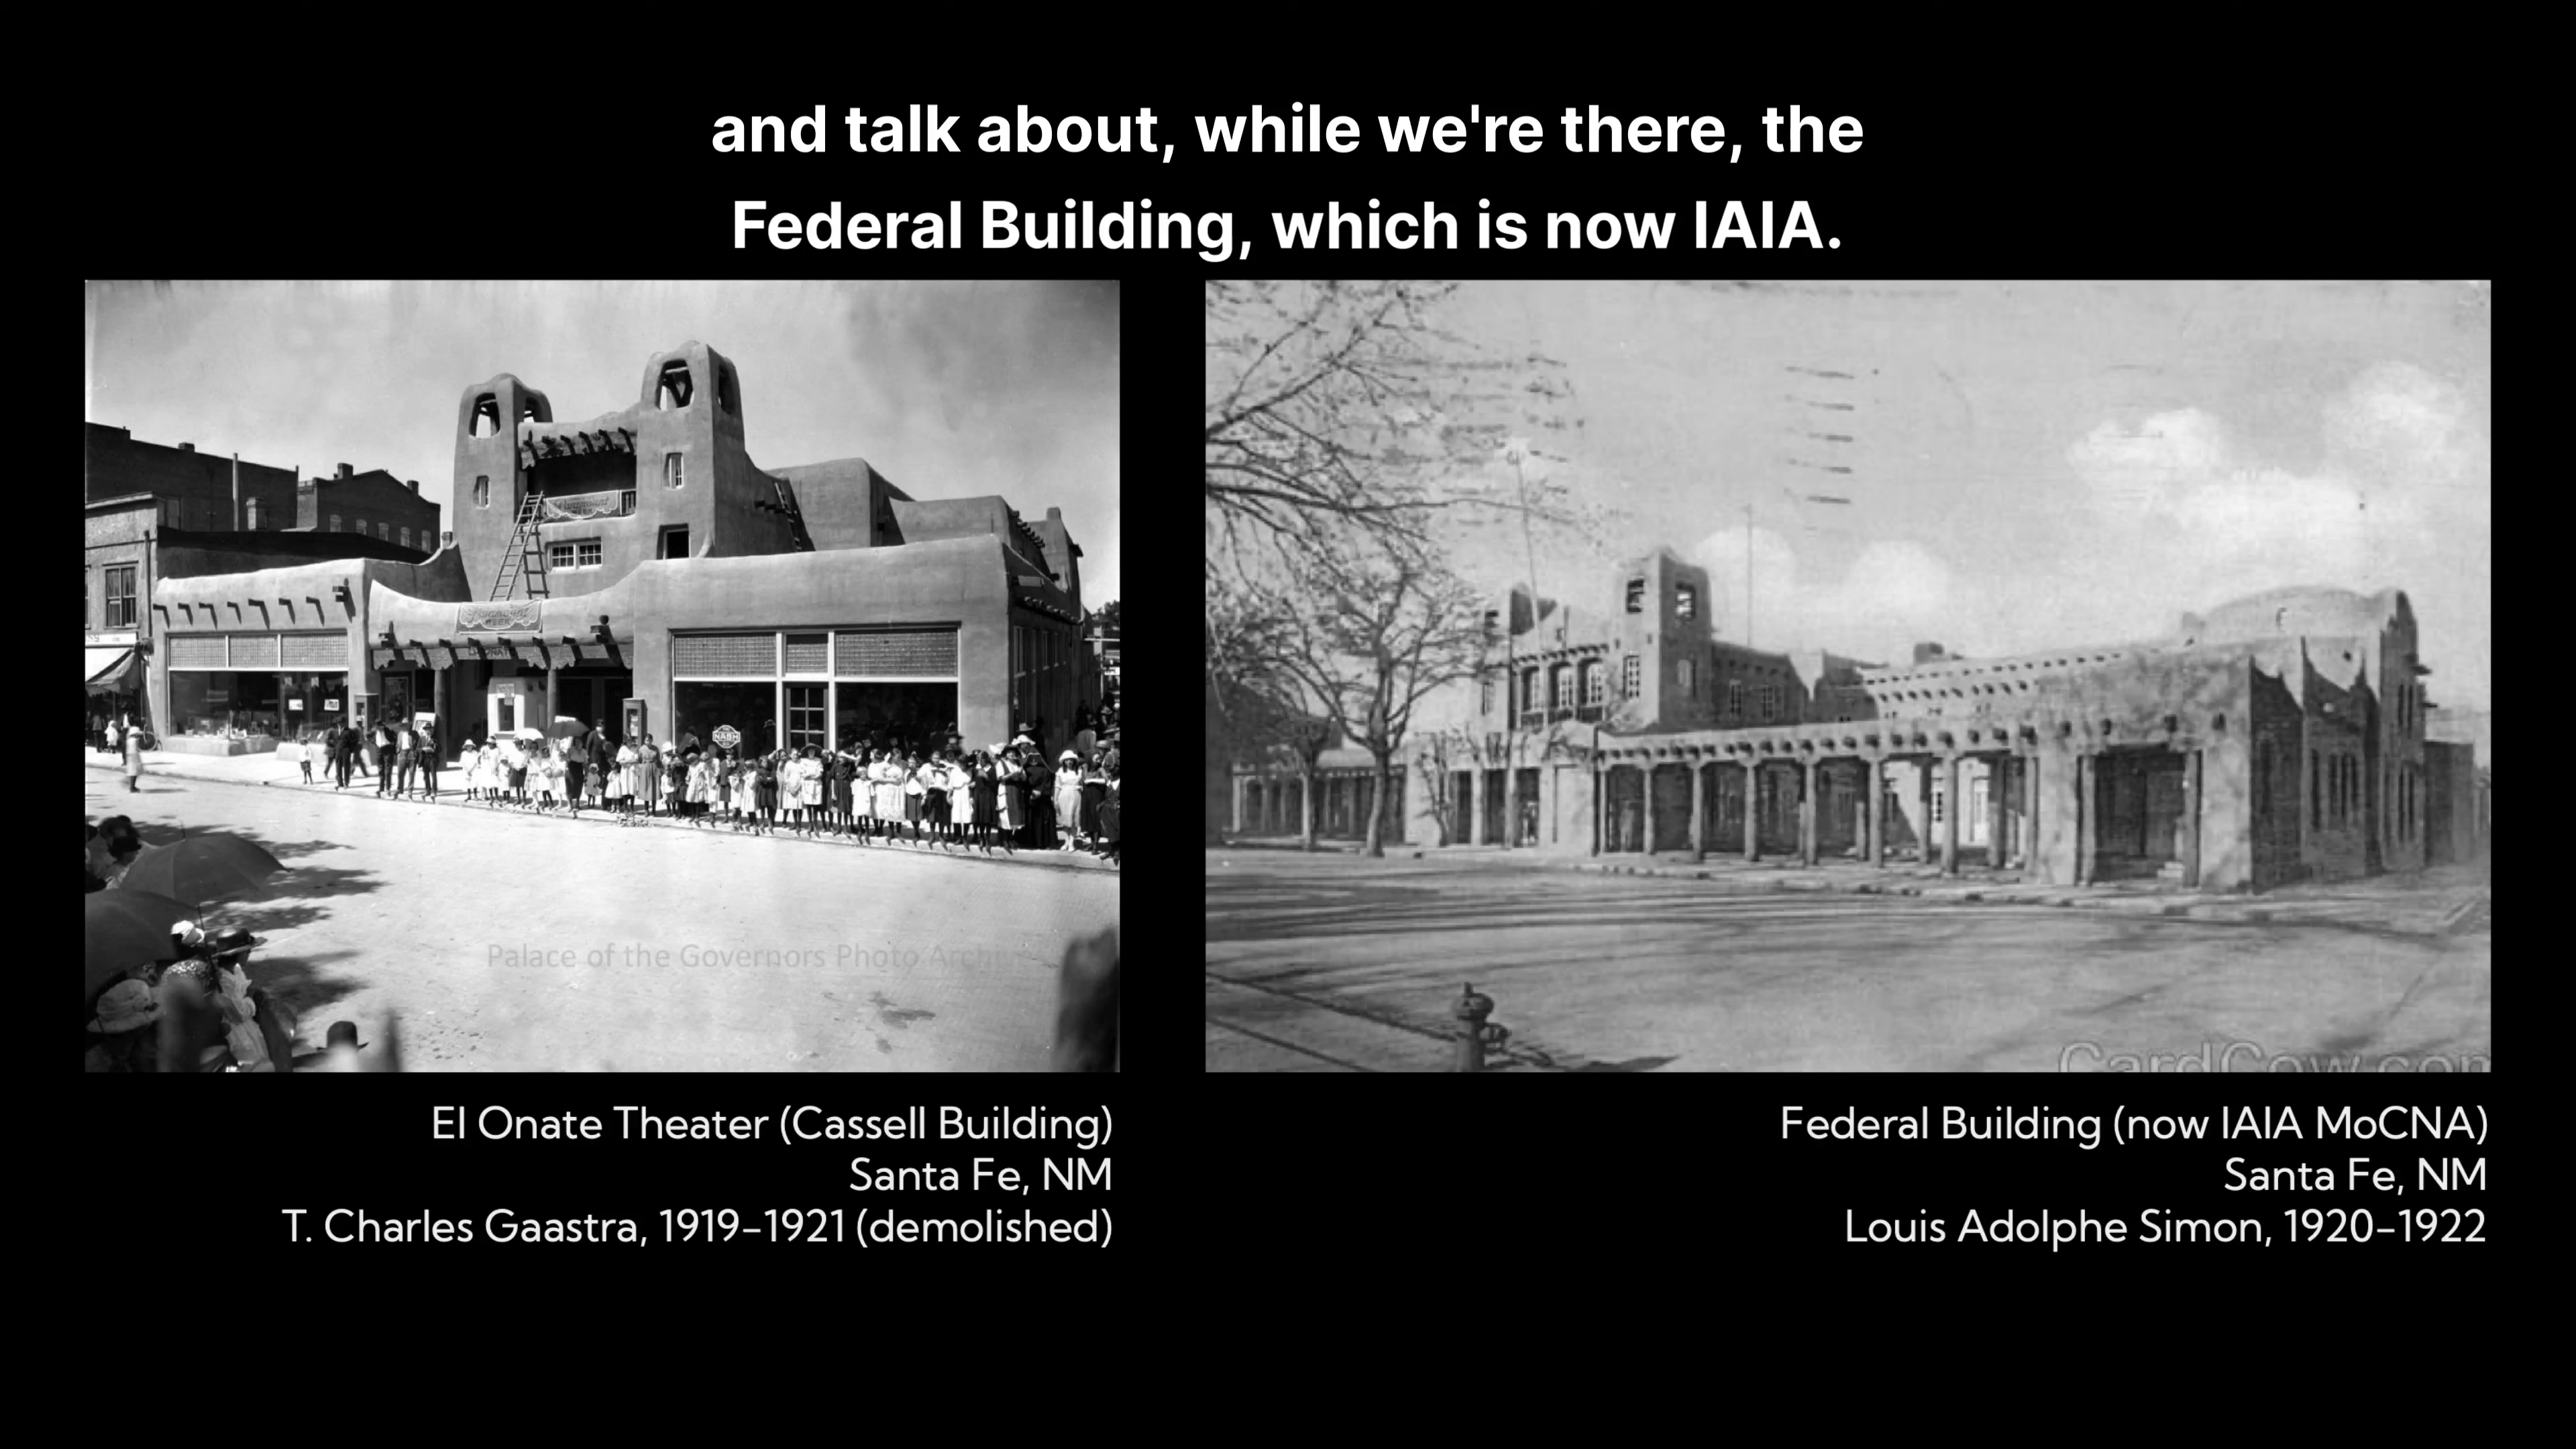 and talk about, while we're there, the
Federal Building, which is now IAIA.
NASH
Palace of the Governors Photo
CardCow.com
El Onate Theater (Cassell Building)
Santa Fe, NM
T. Charles Gaastra, 1919–1921 (demolished)
Federal Building (now IAIA MoCNA)
Santa Fe, NM
Louis Adolphe Simon, 1920–1922